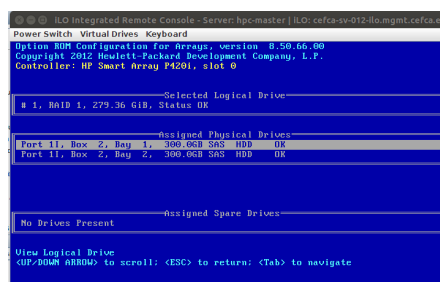 iLO Integrated Remote Console - Server: hpc-master | iLO: cefca-sv-012-ilo.mgmt.cefca.e
Power Switch Virtual Drives Keyboard
Option ROM Configuration for Arrays, version 8.50.66.00
Copyright 2012 Hewlett-Packard Development Company, L.P.
Controller: HP Smart Array P420i, slot 0
Selected Logical Drive
# 1, RAID 1, 279.36 GiB, Status OK
Assigned Physical Drives
Port 1I, Box 2, Bay 1, 300.0GB SAS HDD OK
Port 1I, Box 2, Bay 2, 300.0GB SAS HDD OK
Assigned Spare Drives
No Drives Present
View Logical Drive
<UP/DOWN ARROW> to scroll; <ESC> to return; <Tab> to navigate